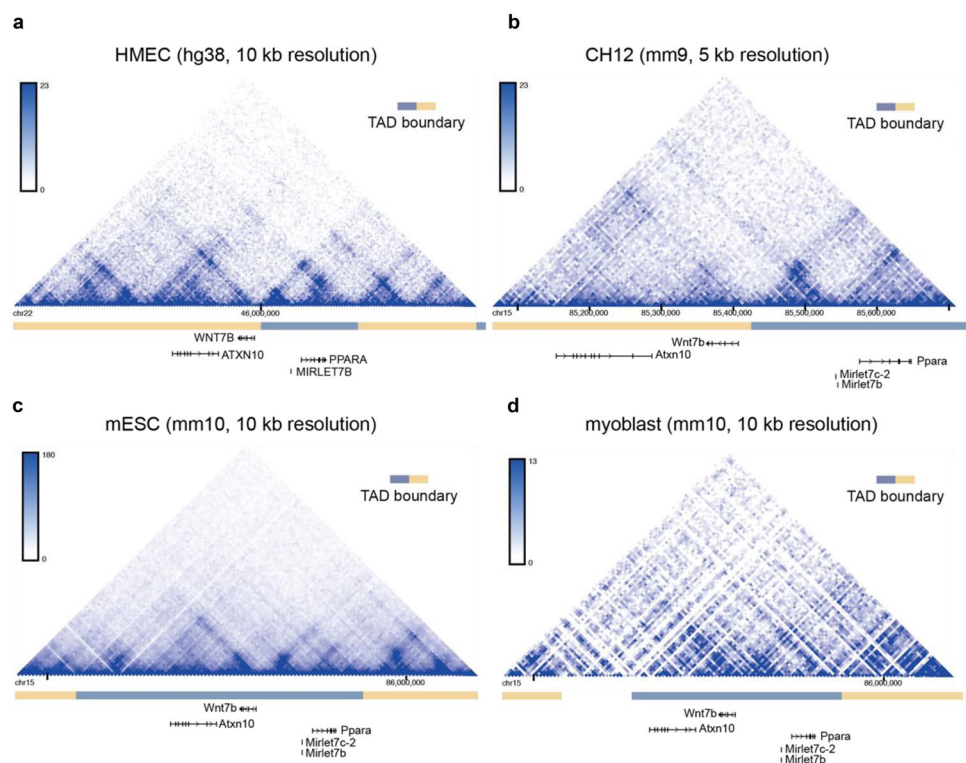 a
HMEC (hg38, 10 kb resolution)
23
0
TAD boundary
chr22
46,000,000
WNT7B
ATXN10
PPARA
MIRLET7B
b
CH12 (mm9, 5 kb resolution)
23
0
TAD boundary
chr15
85,200,000
85,300,000
85,400,000
85,500,000
85,600,000
Wnt7b
Atxn10
Ppara
Mirlet7c-2
Mirlet7b
c
mESC (mm10, 10 kb resolution)
180
0
TAD boundary
chr15
86,000,000
Wnt7b
Atxn10
Ppara
Mirlet7c-2
Mirlet7b
d
myoblast (mm10, 10 kb resolution)
13
0
TAD boundary
chr15
86,000,000
Wnt7b
Atxn10
Ppara
Mirlet7c-2
Mirlet7b